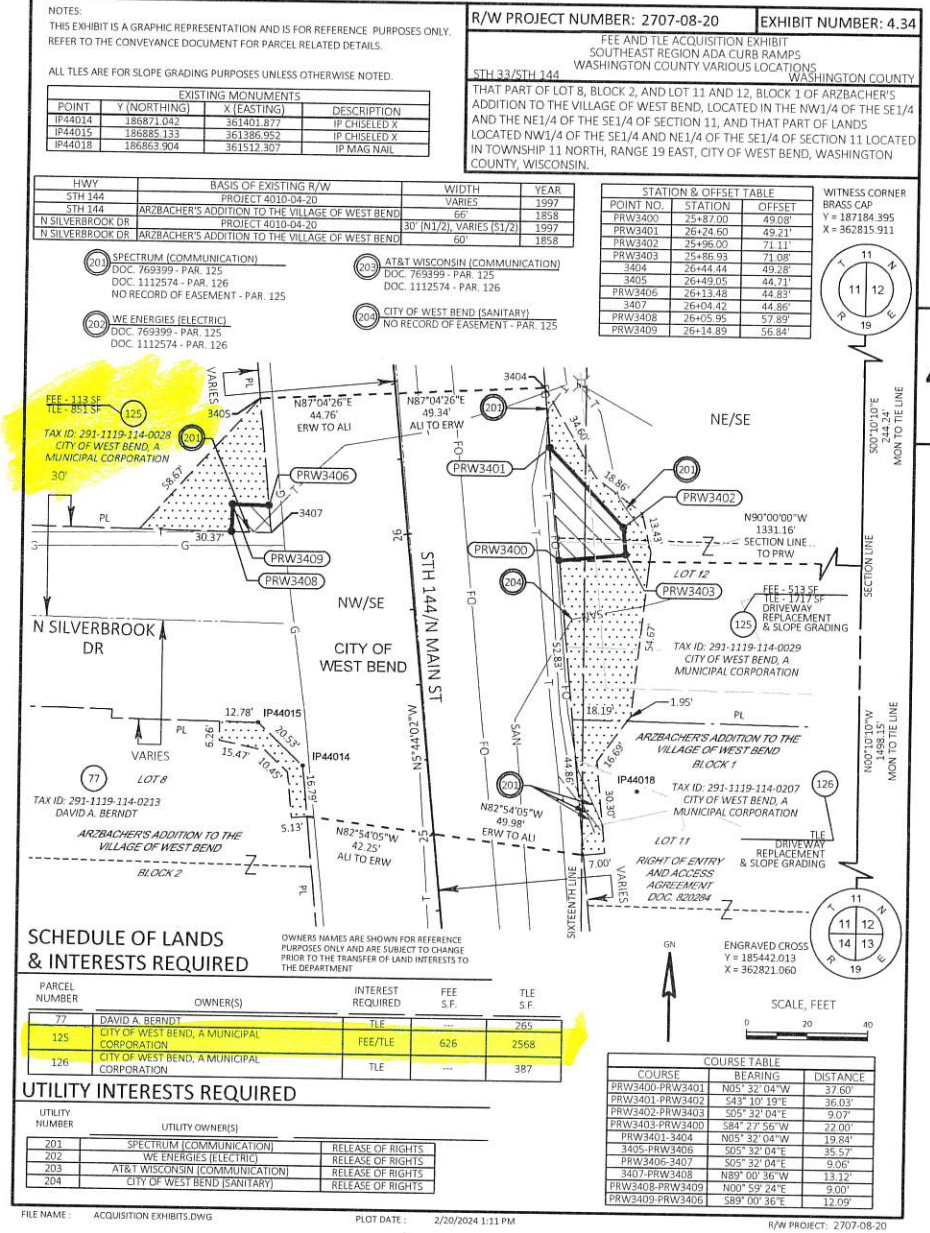 NOTES:
THIS EXHIBIT IS A GRAPHIC REPRESENTATION AND IS FOR REFERENCE PURPOSES ONLY.
REFER TO THE CONVEYANCE DOCUMENT FOR PARCEL RELATED DETAILS.
ALL TLES ARE FOR SLOPE GRADING PURPOSES UNLESS OTHERWISE NOTED.
R/W PROJECT NUMBER: 2707-08-20 EXHIBIT NUMBER: 4.34
FEE AND TLE ACQUISITION EXHIBIT
SOUTHEAST REGION ADA CURB RAMPS
WASHINGTON COUNTY VARIOUS LOCATIONS
STH 33/STH 144 WASHINGTON COUNTY
THAT PART OF LOT 8, BLOCK 2, AND LOT 11 AND 12, BLOCK 1 OF ARZBACHER'S
ADDITION TO THE VILLAGE OF WEST BEND, LOCATED IN THE NW1/4 OF THE SE1/4
AND THE NE1/4 OF THE SE1/4 OF SECTION 11, AND THAT PART OF LANDS
LOCATED NW1/4 OF THE SE1/4 AND NE1/4 OF THE SE1/4 OF SECTION 11 LOCATED
IN TOWNSHIP 11 NORTH, RANGE 19 EAST, CITY OF WEST BEND, WASHINGTON
COUNTY, WISCONSIN.
EXISTING MONUMENTS
POINT Y (NORTHING) X (EASTING) DESCRIPTION
IP44014 186871.042 361401.877 IP CHISELED X
IP44015 186885.133 361386.952 IP CHISELED X
IP44018 186863.904 361512.307 IP MAG NAIL
HWY BASIS OF EXISTING R/W WIDTH YEAR
STH 144 PROJECT 4010-04-20 VARIES 1997
STH 144 ARZBACHER'S ADDITION TO THE VILLAGE OF WEST BEND 66' 1858
N SILVERBROOK DR PROJECT 4010-04-20 30' (N1/2), VARIES (S1/2) 1997
N SILVERBROOK DR ARZBACHER'S ADDITION TO THE VILLAGE OF WEST BEND 60' 1858
STATION & OFFSET TABLE
POINT NO. STATION OFFSET
PRW3400 25+87.00 49.08'
PRW3401 26+24.60 49.21'
PRW3402 25+96.00 71.11'
PRW3403 25+86.93 71.08'
3404 26+44.44 49.28'
3405 26+49.05 44.71'
PRW3406 26+13.48 44.83'
3407 26+04.42 44.86'
PRW3408 26+05.95 57.89'
PRW3409 26+14.89 56.84'
WITNESS CORNER
BRASS CAP
Y = 187184.395
X = 362815.911
11
T N
11 12
R E
19
201 SPECTRUM (COMMUNICATION)
DOC. 769399 - PAR. 125
DOC. 1112574 - PAR. 126
NO RECORD OF EASEMENT - PAR. 125
203 AT&T WISCONSIN (COMMUNICATION)
DOC. 769399 - PAR. 125
DOC. 1112574 - PAR. 126
202 WE ENERGIES (ELECTRIC)
DOC. 769399 - PAR. 125
DOC. 1112574 - PAR. 126
204 CITY OF WEST BEND (SANITARY)
NO RECORD OF EASEMENT - PAR. 125
FEE - 113 SF
TLE - 851 SF
125
TAX ID: 291-1119-114-0028
CITY OF WEST BEND, A
MUNICIPAL CORPORATION
30'
VARIES
PL
3405
201
58.67'
N87°04'26"E
44.76'
ERW TO ALI
N87°04'26"E
49.34'
ALI TO ERW
3404
201
34.60'
18.86'
201
13.43'
NE/SE
PRW3401
PRW3402
PRW3406
3407
PL
30.37'
PRW3409
PRW3408
PRW3400
PRW3403
204
26
N90°00'00"W
1331.16'
SECTION LINE
TO PRW
S00°10'10"E
244.24'
MON TO TIE LINE
SECTION LINE
LOT 12
FEE - 513 SF
TLE - 1717 SF
DRIVEWAY
REPLACEMENT
& SLOPE GRADING
125
TAX ID: 291-1119-114-0029
CITY OF WEST BEND, A
MUNICIPAL CORPORATION
N SILVERBROOK
DR
NW/SE
CITY OF
WEST BEND
STH 144/N MAIN ST
N5°44'02"W
SAN
FO
G
T
52.83'
54.67'
18.19'
1.95'
PL
ARZBACHER'S ADDITION TO THE
VILLAGE OF WEST BEND
BLOCK 1
12.78'
IP44015
PL
6.26'
20.53'
15.47'
10.45'
IP44014
16.79'
5.13'
VARIES
LOT 8
77
TAX ID: 291-1119-114-0213
DAVID A. BERNDT
ARZBACHER'S ADDITION TO THE
VILLAGE OF WEST BEND
BLOCK 2
PL
N82°54'05"W
42.25'
ALI TO ERW
25
N82°54'05"W
49.98'
ERW TO ALI
44.86'
201
16.69'
30.30'
7.00'
IP44018
VARIES
SIXTEENTH LINE
TAX ID: 291-1119-114-0207
CITY OF WEST BEND, A
MUNICIPAL CORPORATION
126
LOT 11
TLE
DRIVEWAY
REPLACEMENT
& SLOPE GRADING
RIGHT OF ENTRY
AND ACCESS
AGREEMENT
DOC. 820284
N00°10'10"W
1498.15'
MON TO TIE LINE
11
T N
11 12
14 13
R E
19
ENGRAVED CROSS
Y = 185442.013
X = 362821.060
GN
SCALE, FEET
0 20 40
SCHEDULE OF LANDS
& INTERESTS REQUIRED
OWNERS NAMES ARE SHOWN FOR REFERENCE
PURPOSES ONLY AND ARE SUBJECT TO CHANGE
PRIOR TO THE TRANSFER OF LAND INTERESTS TO
THE DEPARTMENT
PARCEL NUMBER OWNER(S) INTEREST REQUIRED FEE S.F. TLE S.F.
77 DAVID A. BERNDT TLE --- 265
125 CITY OF WEST BEND, A MUNICIPAL CORPORATION FEE/TLE 626 2568
126 CITY OF WEST BEND, A MUNICIPAL CORPORATION TLE --- 387
UTILITY INTERESTS REQUIRED
UTILITY NUMBER UTILITY OWNER(S)
201 SPECTRUM (COMMUNICATION) RELEASE OF RIGHTS
202 WE ENERGIES (ELECTRIC) RELEASE OF RIGHTS
203 AT&T WISCONSIN (COMMUNICATION) RELEASE OF RIGHTS
204 CITY OF WEST BEND (SANITARY) RELEASE OF RIGHTS
COURSE TABLE
COURSE BEARING DISTANCE
PRW3400-PRW3401 N05° 32' 04"W 37.60'
PRW3401-PRW3402 S43° 10' 19"E 36.03'
PRW3402-PRW3403 S05° 32' 04"E 9.07'
PRW3403-PRW3400 S84° 27' 56"W 22.00'
PRW3401-3404 N05° 32' 04"W 19.84'
3405-PRW3406 S05° 32' 04"E 35.57'
PRW3406-3407 S05° 32' 04"E 9.06'
3407-PRW3408 N89° 00' 36"W 13.12'
PRW3408-PRW3409 N00° 59' 24"E 9.00'
PRW3409-PRW3406 S89° 00' 36"E 12.09'
FILE NAME : ACQUISITION EXHIBITS.DWG
PLOT DATE : 2/20/2024 1:11 PM
R/W PROJECT: 2707-08-20